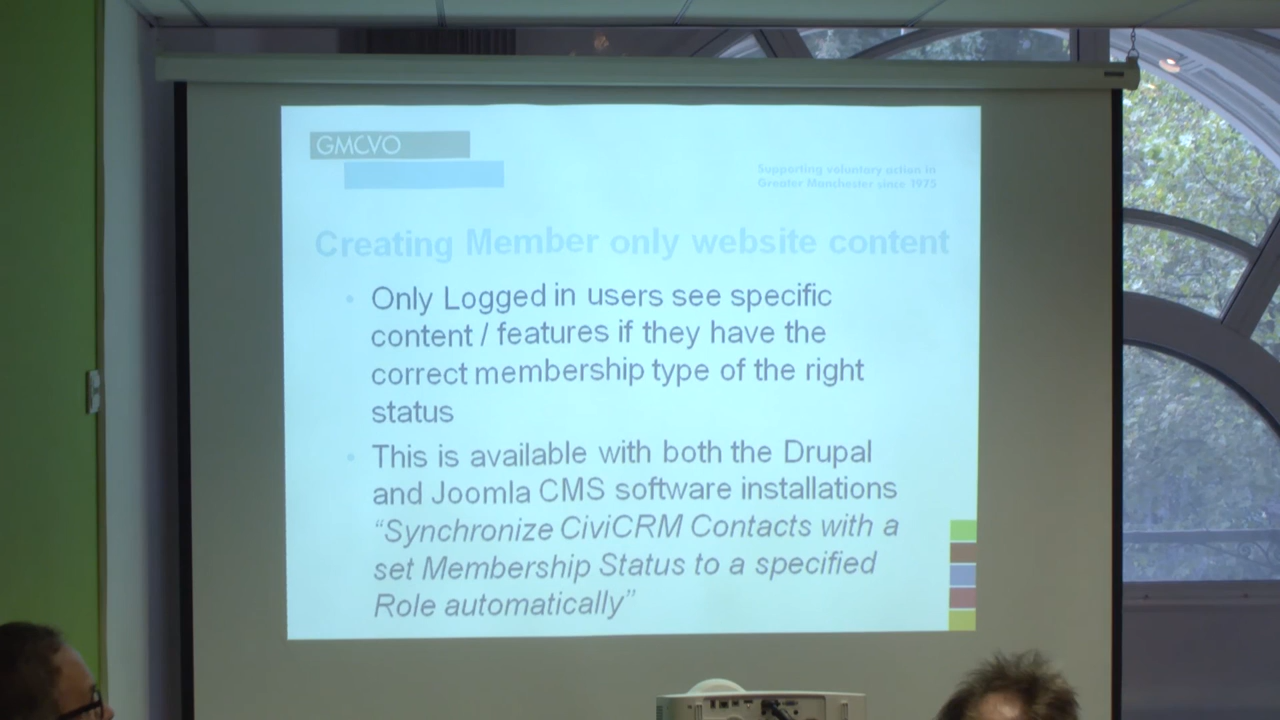 GMCVO
Supporting voluntary action in
Greater Manchester since 1975
Creating Member only website content
Only Logged in users see specific
content / features if they have the
correct membership type of the right
status
This is available with both the Drupal
and Joomla CMS software installations
“Synchronize CiviCRM Contacts with a
set Membership Status to a specified
Role automatically”